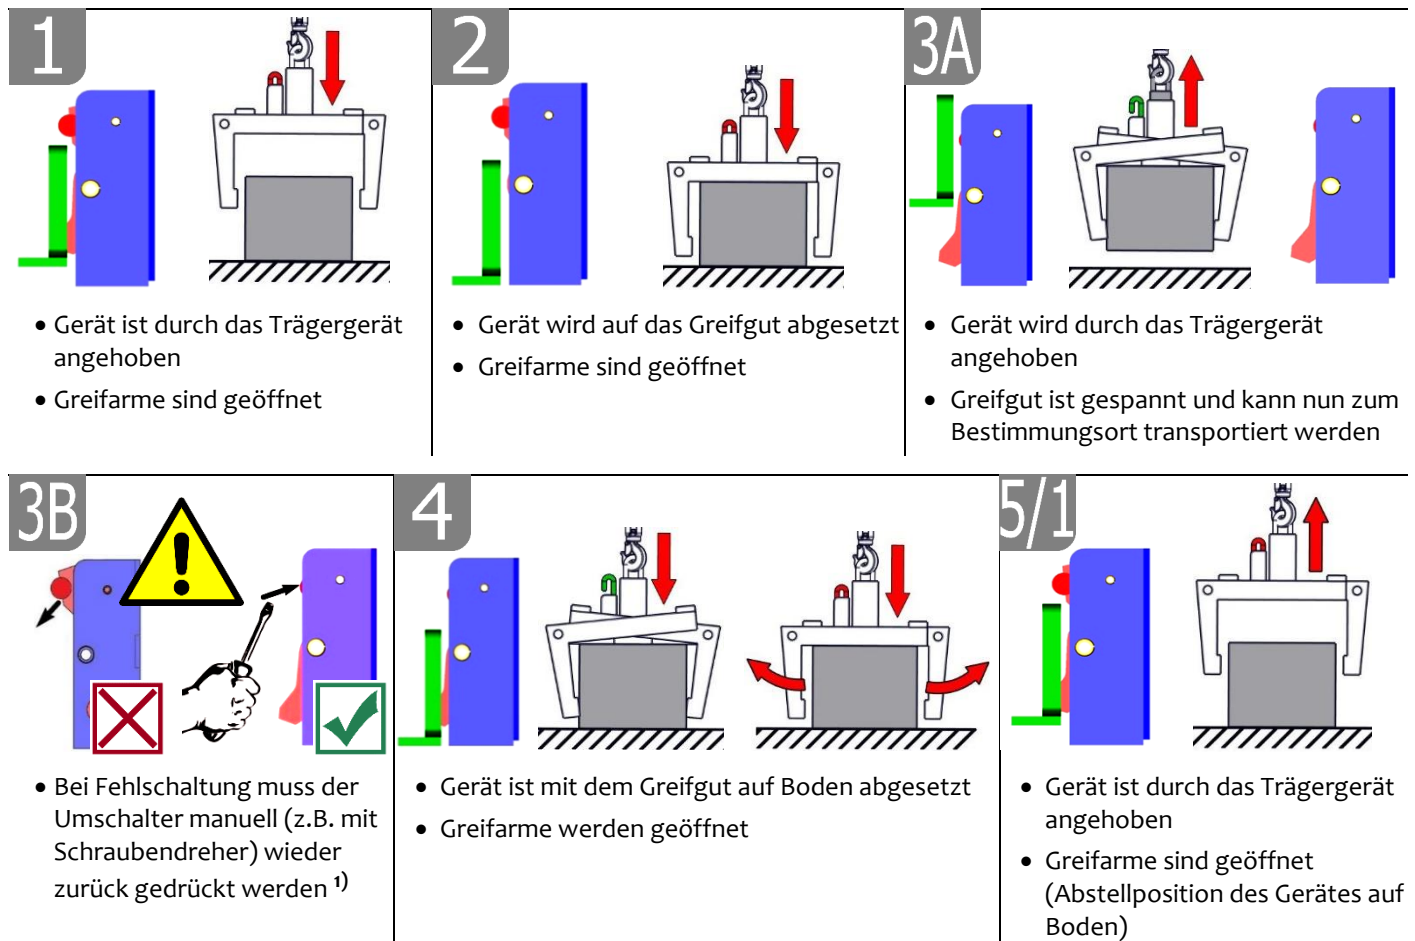 1
• Gerät ist durch das Trägergerät
angehoben
• Greifarme sind geöffnet
2
• Gerät wird auf das Greifgut abgesetzt
• Greifarme sind geöffnet
3A
• Gerät wird durch das Trägergerät
angehoben
• Greifgut ist gespannt und kann nun zum
Bestimmungsort transportiert werden
3B
• Bei Fehlschaltung muss der
Umschalter manuell (z.B. mit
Schraubendreher) wieder
zurück gedrückt werden 1)
4
• Gerät ist mit dem Greifgut auf Boden abgesetzt
• Greifarme werden geöffnet
5/1
• Gerät ist durch das Trägergerät
angehoben
• Greifarme sind geöffnet
(Abstellposition des Gerätes auf
Boden)